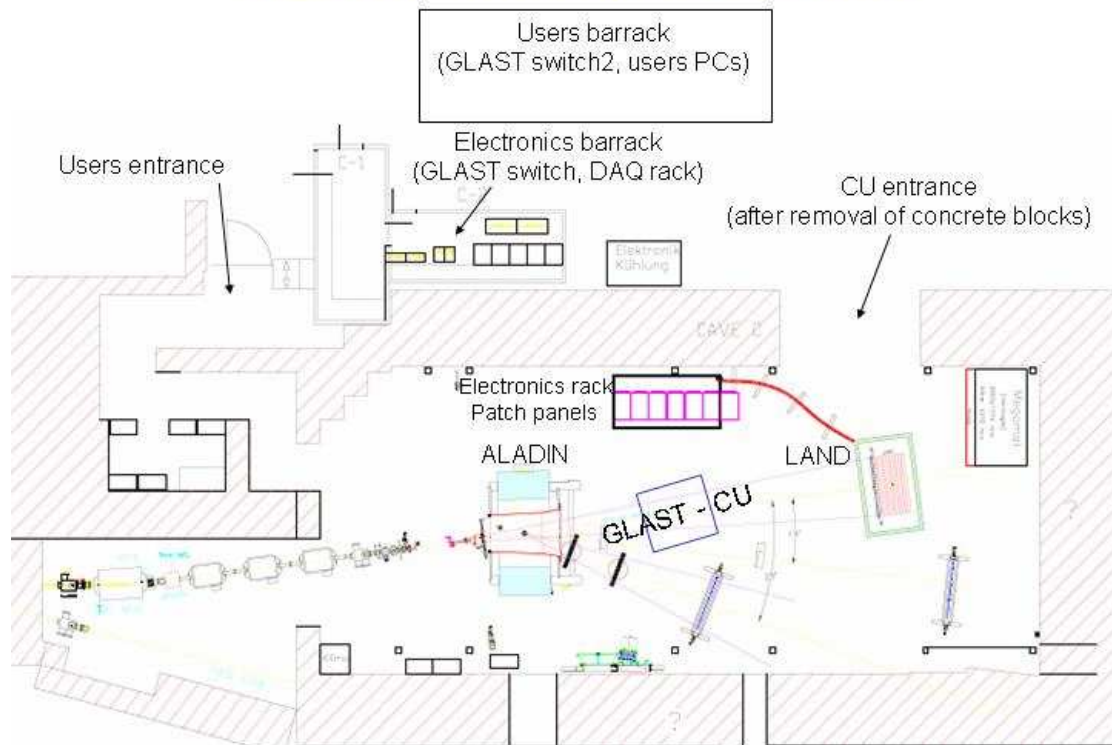 Users barrack
(GLAST switch2, users PCs)
Users entrance
Electronics barrack
(GLAST switch, DAQ rack)
CU entrance
(after removal of concrete blocks)
C-1
Elektronik
Kühlung
CAVE C
Electronics rack
Patch panels
ALADIN
LAND
GLAST - CU
?
?